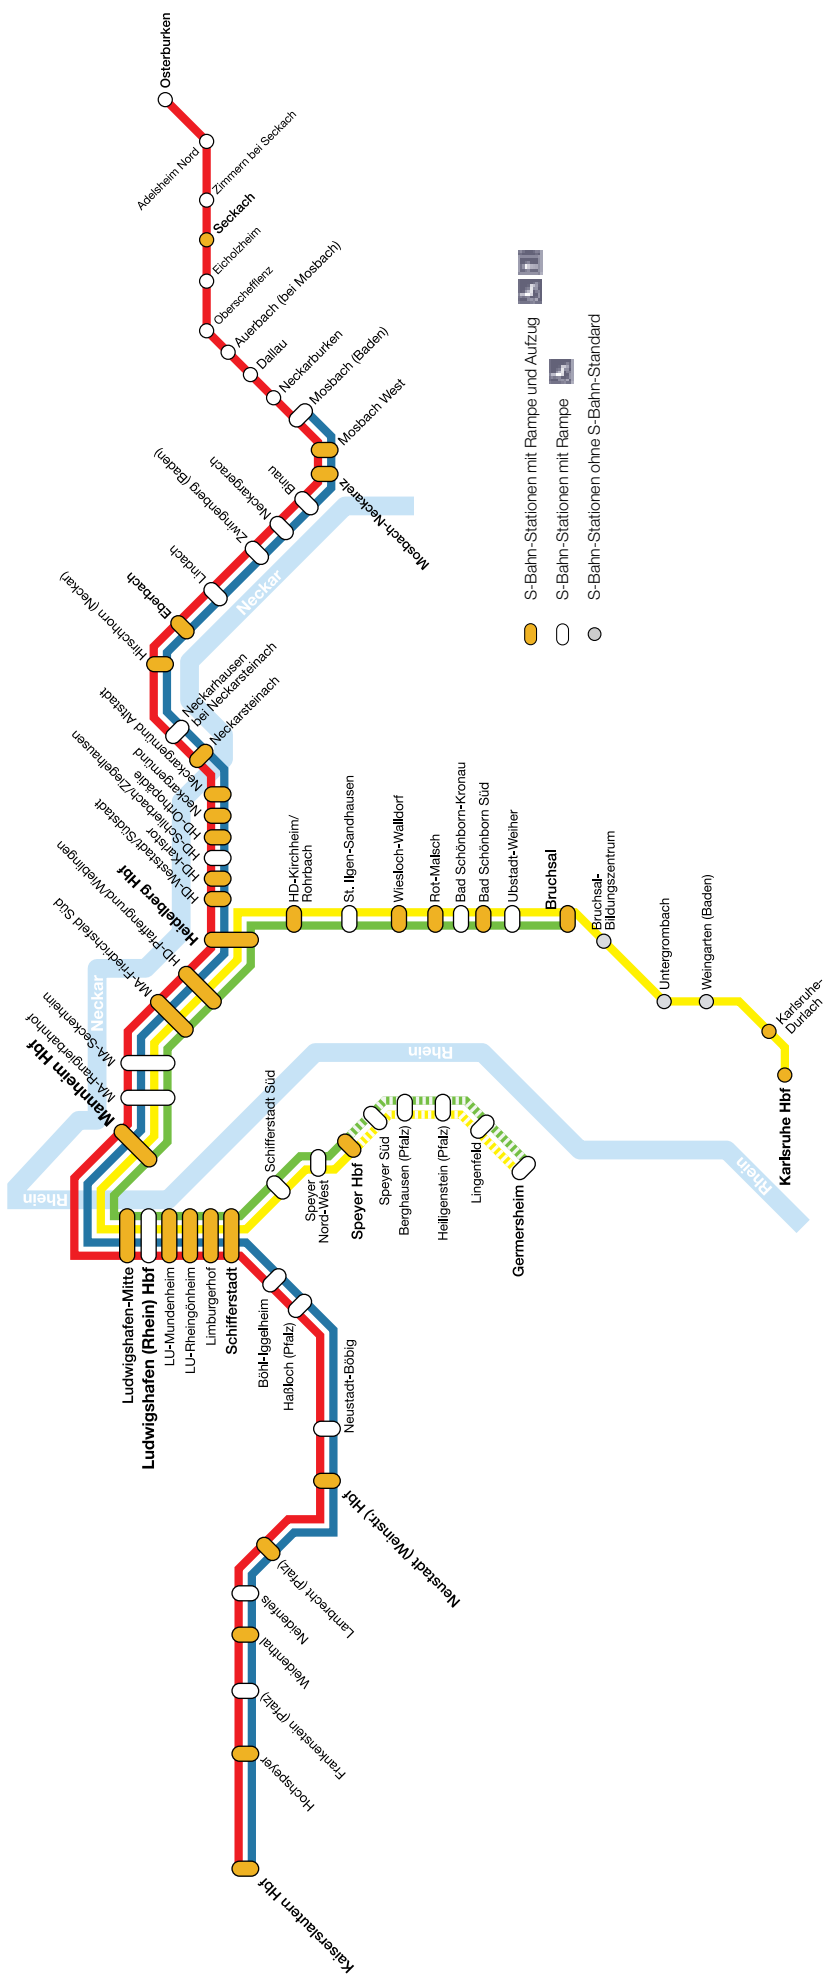 Osterburken
Adelsheim Nord
Zimmern bei Seckach
Seckach
Eicholzheim
Oberschefflenz
Auerbach (bei Mosbach)
Dallau
Neckarburken
Mosbach (Baden)
Mosbach West
Mosbach-Neckarelz
Binau
Neckargerach
Zwingenberg (Baden)
Lindach
Eberbach
Hirschhorn (Neckar)
Neckar
Neckarhausen
bei Neckarsteinach
Neckarsteinach
Neckargemünd Altstadt
Neckargemünd
HD-Orthopädie
HD-Schlierbach/Ziegelhausen
HD-Karlstor
HD-Weststadt/Südstadt
Heidelberg Hbf
HD-Pfaffengrund/Wieblingen
MA-Friedrichsfeld Süd
MA-Seckenheim
MA-Rangierbahnhof
Mannheim Hbf
Neckar
Rhein
HD-Kirchheim/
Rohrbach
St. Ilgen-Sandhausen
Wiesloch-Walldorf
Rot-Malsch
Bad Schönborn-Kronau
Bad Schönborn Süd
Ubstadt-Weiher
Bruchsal
Bruchsal-
Bildungszentrum
Untergrombach
Weingarten (Baden)
Karlsruhe-
Durlach
Karlsruhe Hbf
Rhein
Rhein
Ludwigshafen-Mitte
Ludwigshafen (Rhein) Hbf
LU-Mundenheim
LU-Rheingönheim
Limburgerhof
Schifferstadt
Schifferstadt Süd
Speyer
Nord-West
Speyer Hbf
Speyer Süd
Berghausen (Pfalz)
Heiligenstein (Pfalz)
Lingenfeld
Germersheim
Böhl-Iggelheim
Haßloch (Pfalz)
Neustadt-Böbig
Neustadt (Weinstr.) Hbf
Lambrecht (Pfalz)
Neidenfels
Weidenthal
Frankenstein (Pfalz)
Hochspeyer
Kaiserslautern Hbf
S-Bahn-Stationen mit Rampe und Aufzug
S-Bahn-Stationen mit Rampe
S-Bahn-Stationen ohne S-Bahn-Standard